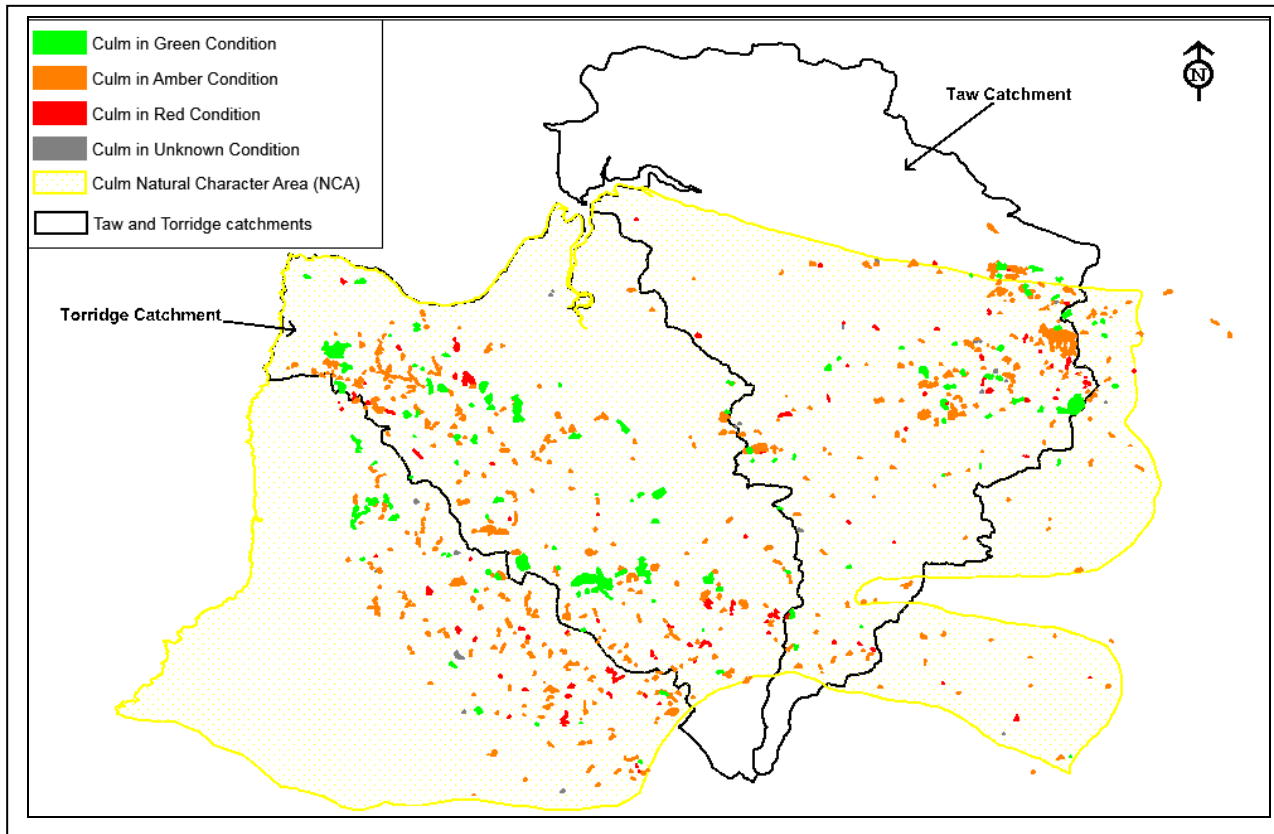 Culm in Green Condition
Culm in Amber Condition
Culm in Red Condition
Culm in Unknown Condition
Culm Natural Character Area (NCA)
Taw and Torridge catchments
N
Taw Catchment
Torridge Catchment